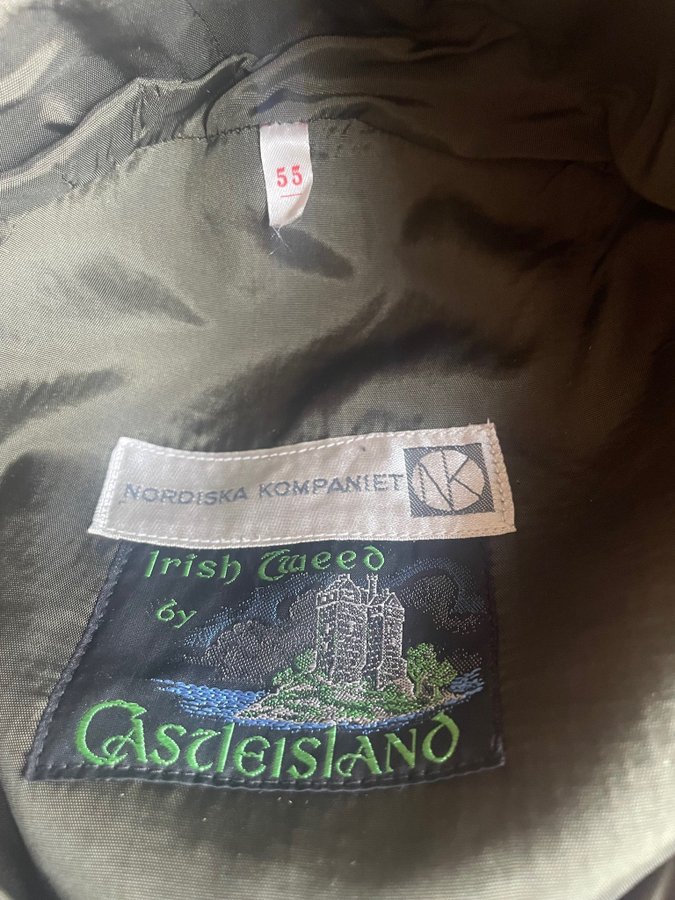 55
NORDISKA KOMPANIET NK
Irish Tweed
by
Castleisland